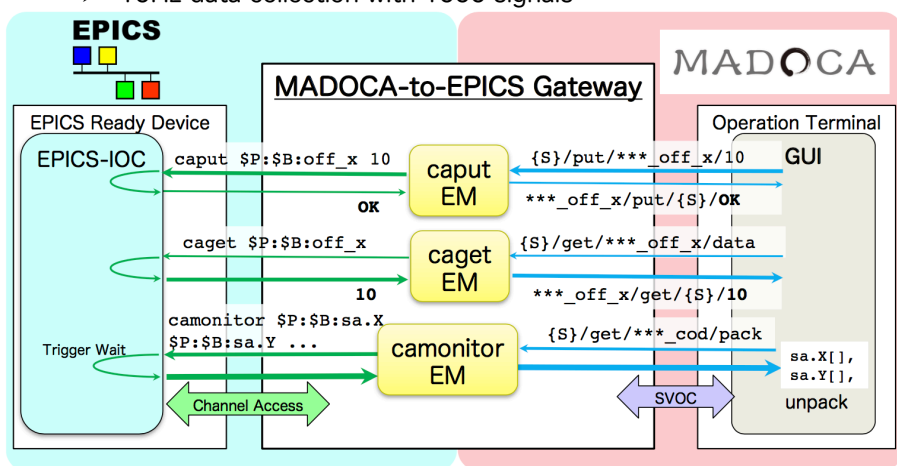 EPICS
MADOCA
MADOCA-to-EPICS Gateway
EPICS Ready Device
Operation Terminal
EPICS-IOC
GUI
caput $P:$B:off_x 10
caput
EM
{S}/put/***_off_x/10
OK
***_off_x/put/{S}/OK
caget $P:$B:off_x
caget
EM
{S}/get/***_off_x/data
10
***_off_x/get/{S}/10
camonitor $P:$B:sa.X
$P:$B:sa.Y ...
camonitor
EM
{S}/get/***_cod/pack
Trigger Wait
sa.X[],
sa.Y[],
unpack
Channel Access
SVOC